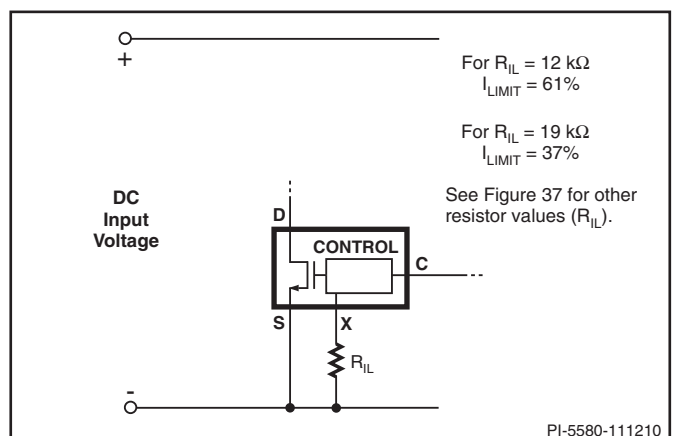 +
For R_IL = 12 kΩ
I_LIMIT = 61%
For R_IL = 19 kΩ
I_LIMIT = 37%
See Figure 37 for other
resistor values (R_IL).
DC
Input
Voltage
D
CONTROL
C
S
X
R_IL
-
PI-5580-111210